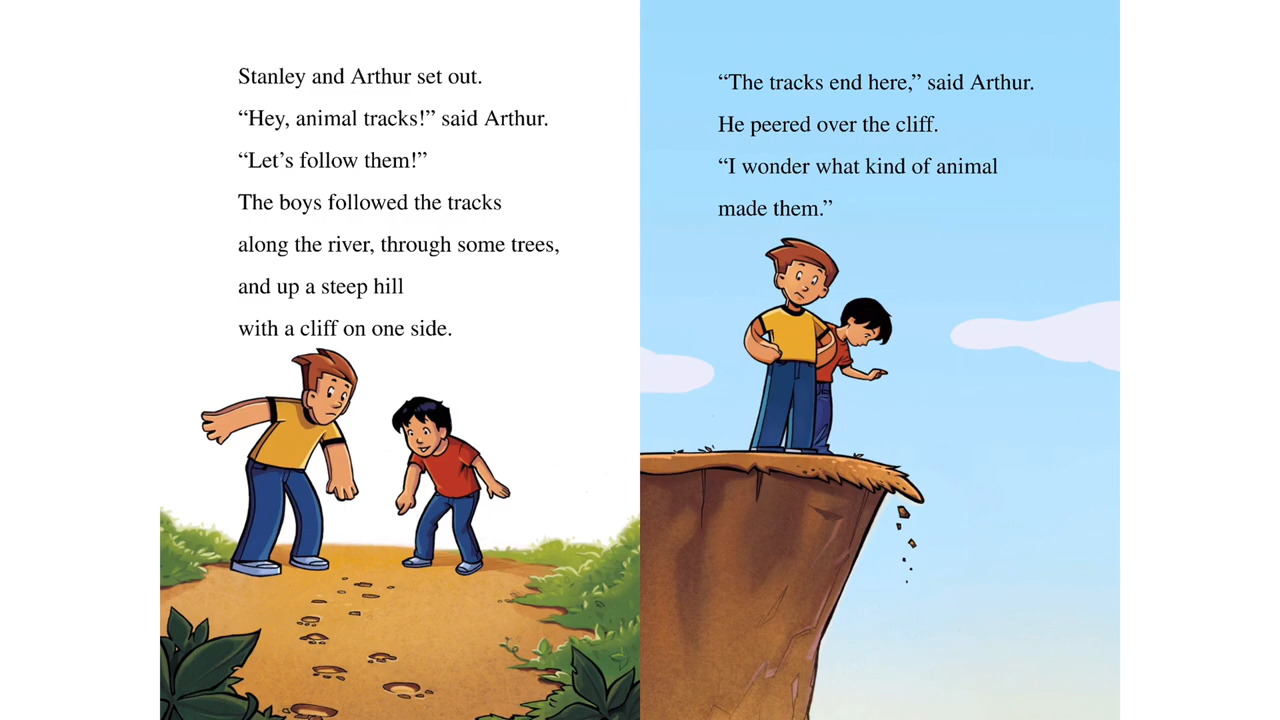 Stanley and Arthur set out.
“Hey, animal tracks!” said Arthur.
“Let’s follow them!”
The boys followed the tracks
along the river, through some trees,
and up a steep hill
with a cliff on one side.
“The tracks end here,” said Arthur.
He peered over the cliff.
“I wonder what kind of animal
made them.”